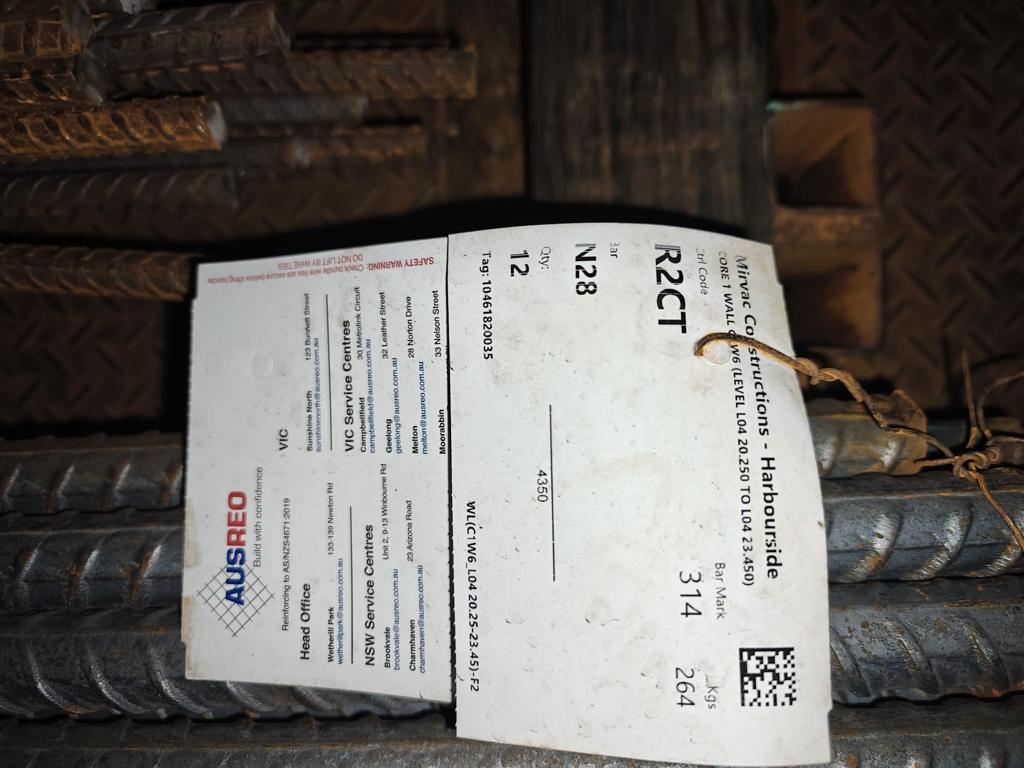 Mirvac Constructions - Harbourside
CORE 1 WALL C1W6 (LEVEL L04 20.250 TO L04 23.450)
Ctrl Code
Bar Mark
Kgs
R2CT
314
264
Bar
N28
Qty:
12
4350
Tag: 10461820035
WL(C1W6_L04 20.25-23.45)-F2
SAFETY WARNING: Check bundle wire ties are secure before lifting bundle
DO NOT LIFT BY WIRE TIES
AUSREO
Build with confidence
Reinforcing to AS/NZS4671:2019
Head Office
Wetherill Park 133-139 Newton Rd
wetherillpark@ausreo.com.au
NSW Service Centres
Brookvale Unit 2, 9-13 Winbourne Rd
brookvale@ausreo.com.au
Charmhaven 23 Arizona Road
charmhaven@ausreo.com.au
VIC
Sunshine North 123 Bunnett Street
sunshinenorth@ausreo.com.au
VIC Service Centres
Campbellfield 30 Metrolink Circuit
campbellfield@ausreo.com.au
Geelong 32 Leather Street
geelong@ausreo.com.au
Melton 28 Norton Drive
melton@ausreo.com.au
Moorabbin 33 Nelson Street